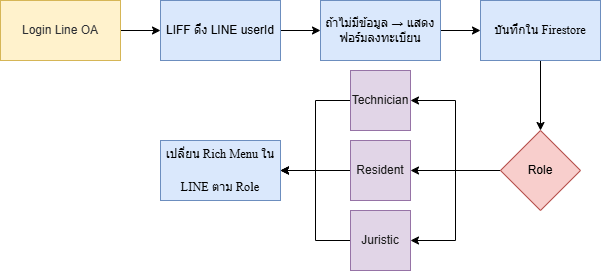 Login Line OA
LIFF ดึง LINE userId
ถ้าไม่มีข้อมูล → แสดง
ฟอร์มลงทะเบียน
บันทึกใน Firestore
Technician
เปลี่ยน Rich Menu ใน
LINE ตาม Role
Resident
Role
Juristic